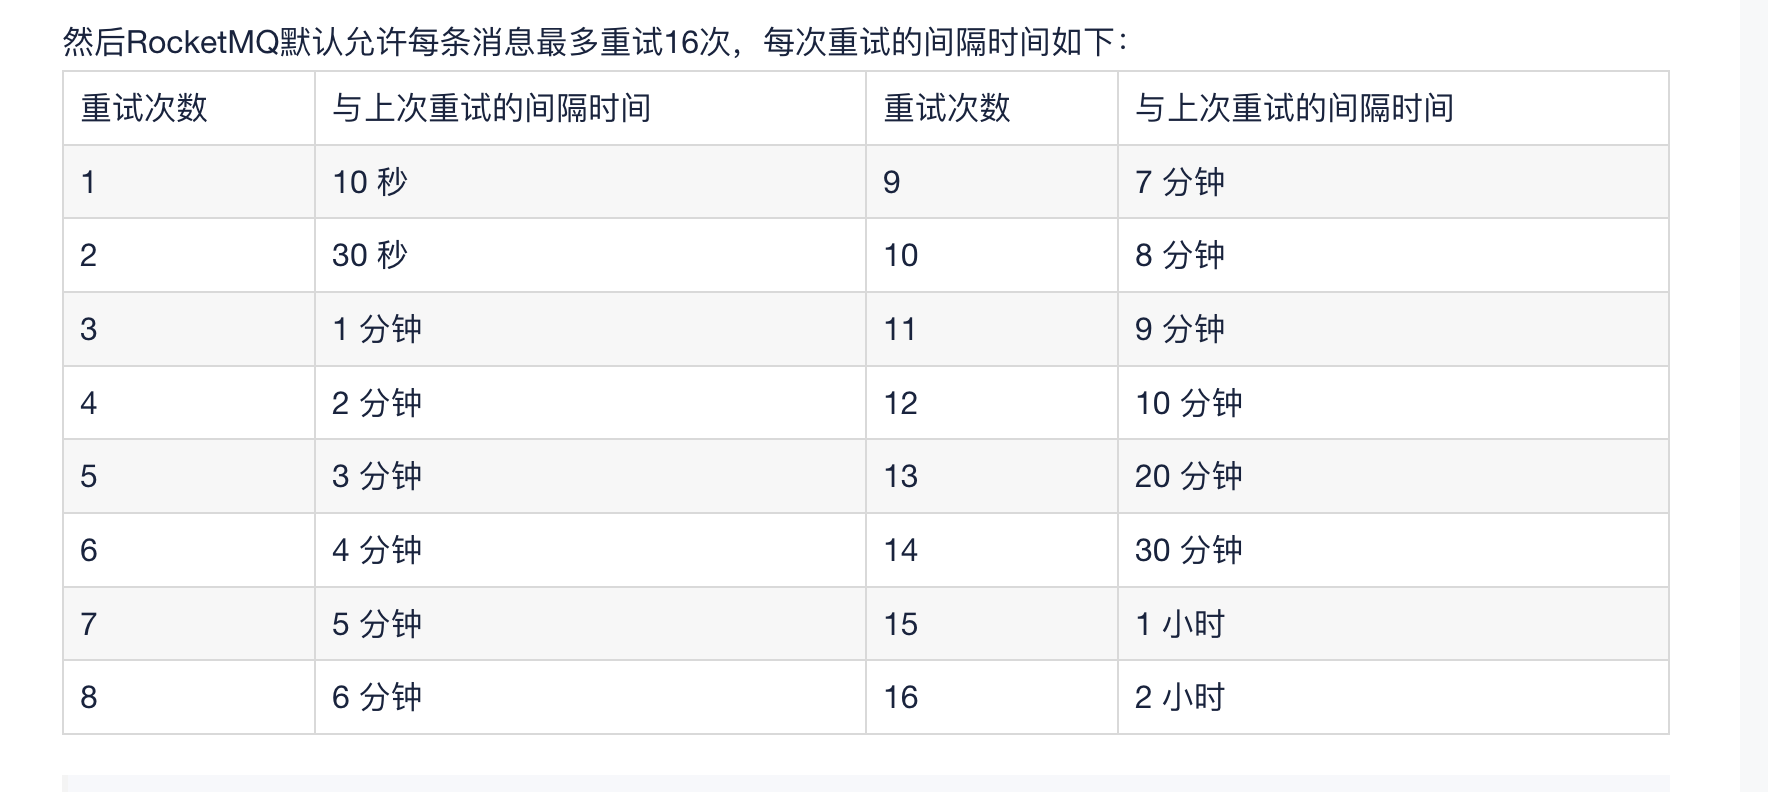 然后RocketMQ默认允许每条消息最多重试16次，每次重试的间隔时间如下：
重试次数 与上次重试的间隔时间 重试次数 与上次重试的间隔时间
1 10 秒 9 7 分钟
2 30 秒 10 8 分钟
3 1 分钟 11 9 分钟
4 2 分钟 12 10 分钟
5 3 分钟 13 20 分钟
6 4 分钟 14 30 分钟
7 5 分钟 15 1 小时
8 6 分钟 16 2 小时